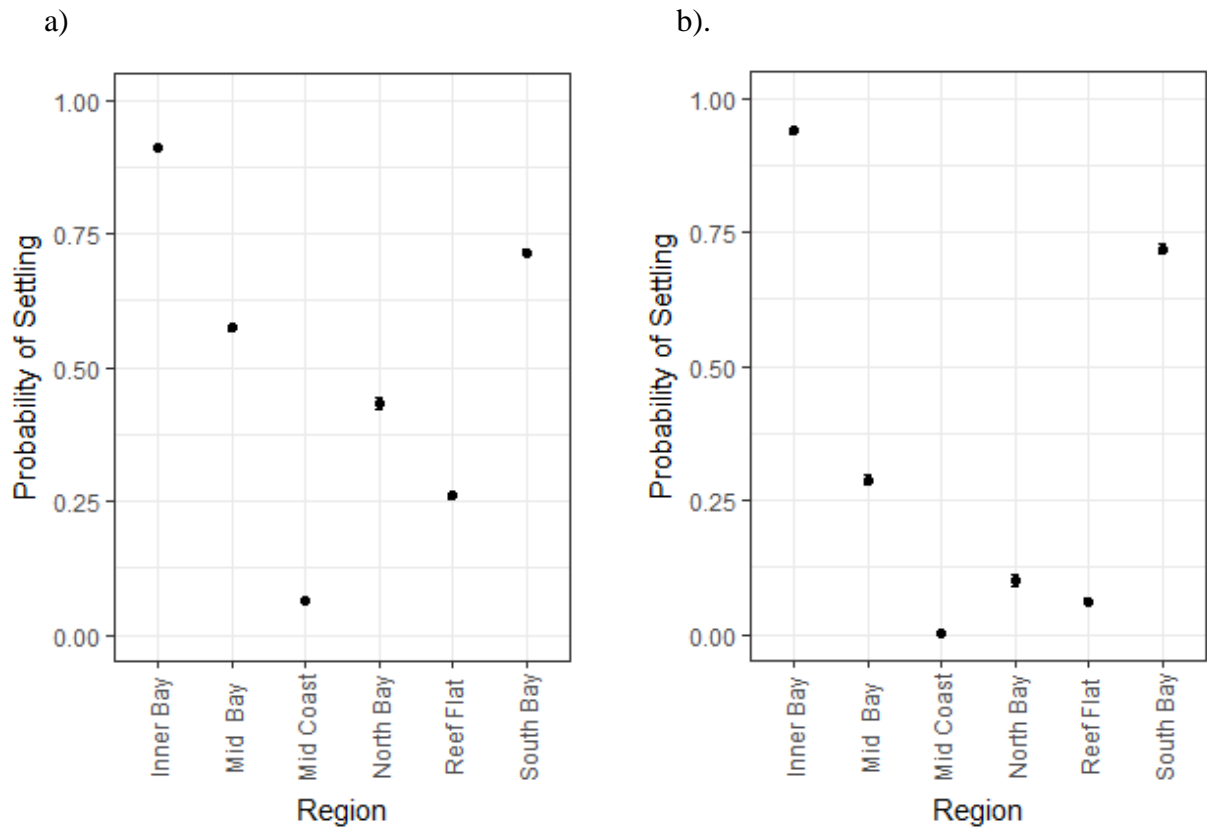 a)
Probability of Settling
1.00
0.75
0.50
0.25
0.00
Inner Bay
Mid  Bay
Mid Coast
North Bay
Reef Flat
South Bay
Region
b).
Probability of Settling
1.00
0.75
0.50
0.25
0.00
Inner Bay
Mid  Bay
Mid Coast
North Bay
Reef Flat
South Bay
Region